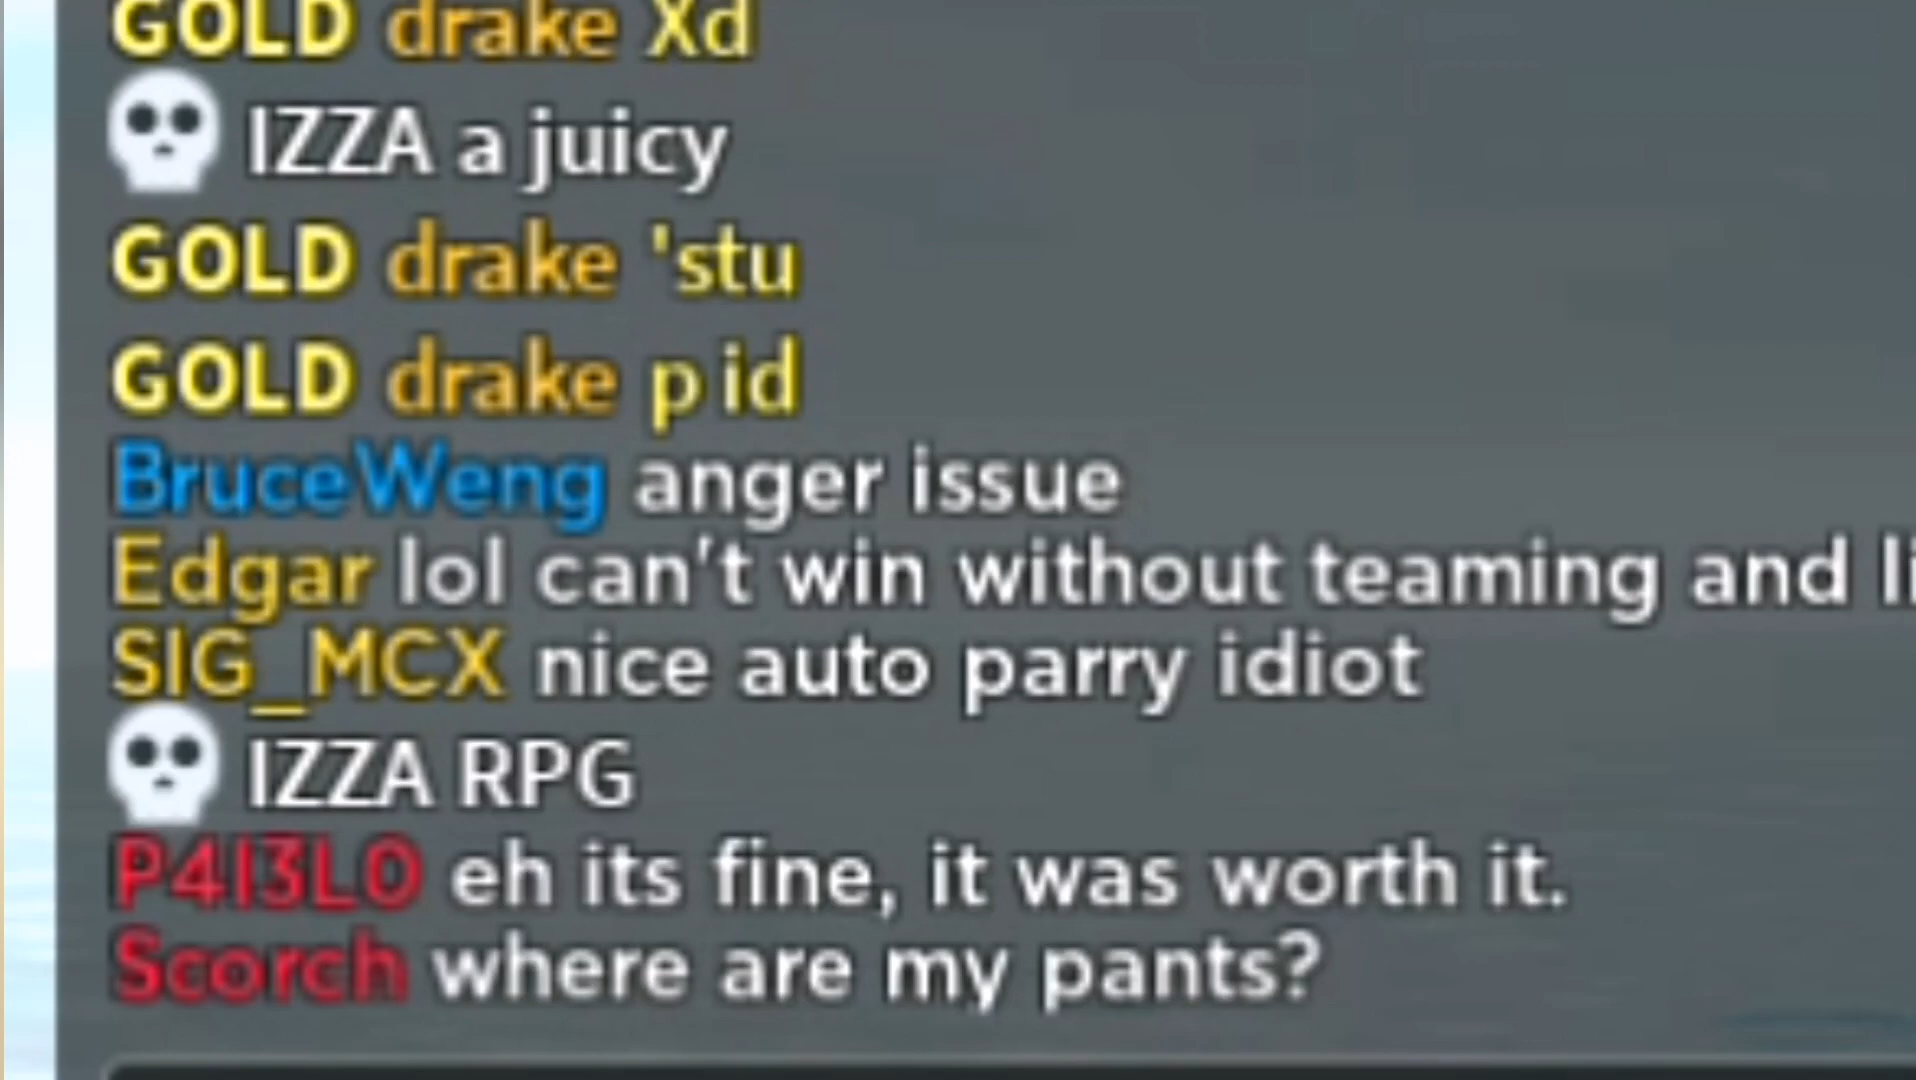 GOLD drake Xd
IZZA a juicy
GOLD drake 'stu
GOLD drake p id
BruceWeng anger issue
Edgar lol can't win without teaming and li
SIG_MCX nice auto parry idiot
IZZA RPG
P4I3L0 eh its fine, it was worth it.
Scorch where are my pants?